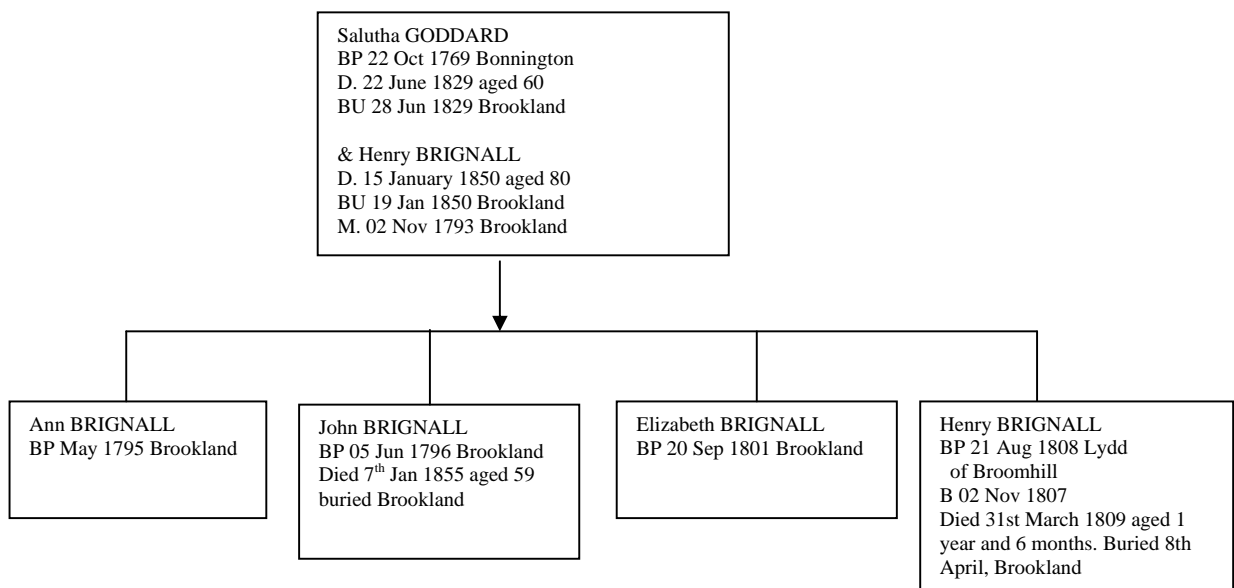 Salutha GODDARD
BP 22 Oct 1769 Bonnington
D. 22 June 1829 aged 60
BU 28 Jun 1829 Brookland
& Henry BRIGNALL
D. 15 January 1850 aged 80
BU 19 Jan 1850 Brookland
M. 02 Nov 1793 Brookland
Ann BRIGNALL
BP May 1795 Brookland
John BRIGNALL
BP 05 Jun 1796 Brookland
Died 7th Jan 1855 aged 59
buried Brookland
Elizabeth BRIGNALL
BP 20 Sep 1801 Brookland
Henry BRIGNALL
BP 21 Aug 1808 Lydd
of Broomhill
B 02 Nov 1807
Died 31st March 1809 aged 1
year and 6 months. Buried 8th
April, Brookland